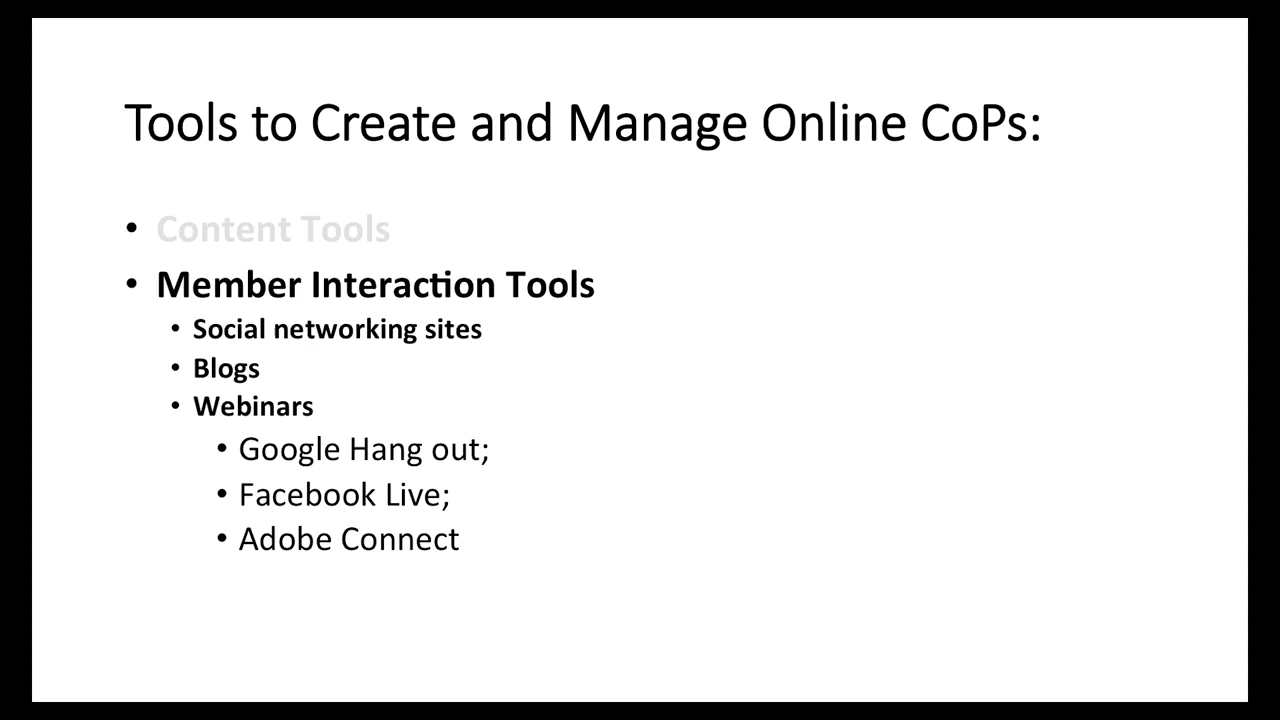 Tools to Create and Manage Online CoPs:
• Content Tools
• Member Interaction Tools
• Social networking sites
• Blogs
• Webinars
• Google Hang out;
• Facebook Live;
• Adobe Connect